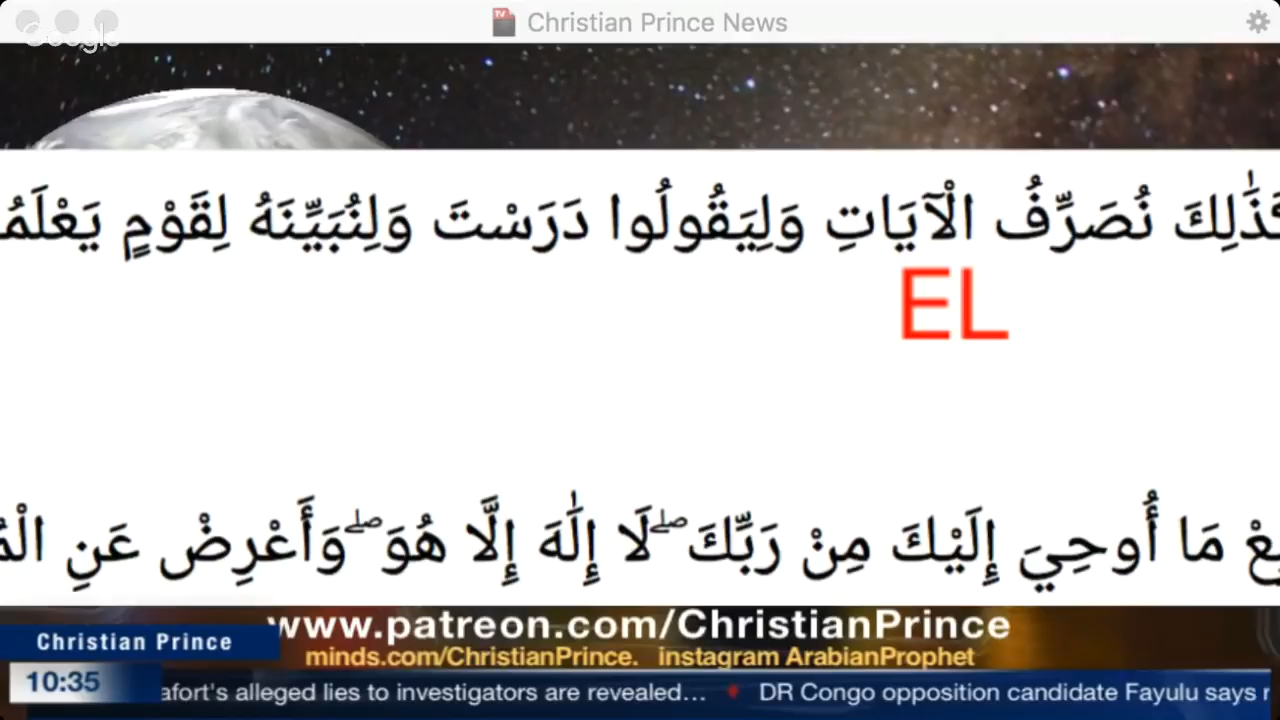 Christian Prince News
Google
كَذَٰلِكَ نُصَرِّفُ الْآيَاتِ وَلِيَقُولُوا دَرَسْتَ وَلِنُبَيِّنَهُ لِقَوْمٍ يَعْلَمُ
EL
مَا أُوحِيَ إِلَيْكَ مِنْ رَبِّكَ ۖ لَا إِلَٰهَ إِلَّا هُوَ ۖ وَأَعْرِضْ عَنِ
www.patreon.com/ChristianPrince
Christian Prince
minds.com/ChristianPrince. instagram ArabianProphet
10:35
afort's alleged lies to investigators are revealed... DR Congo opposition candidate Fayulu says